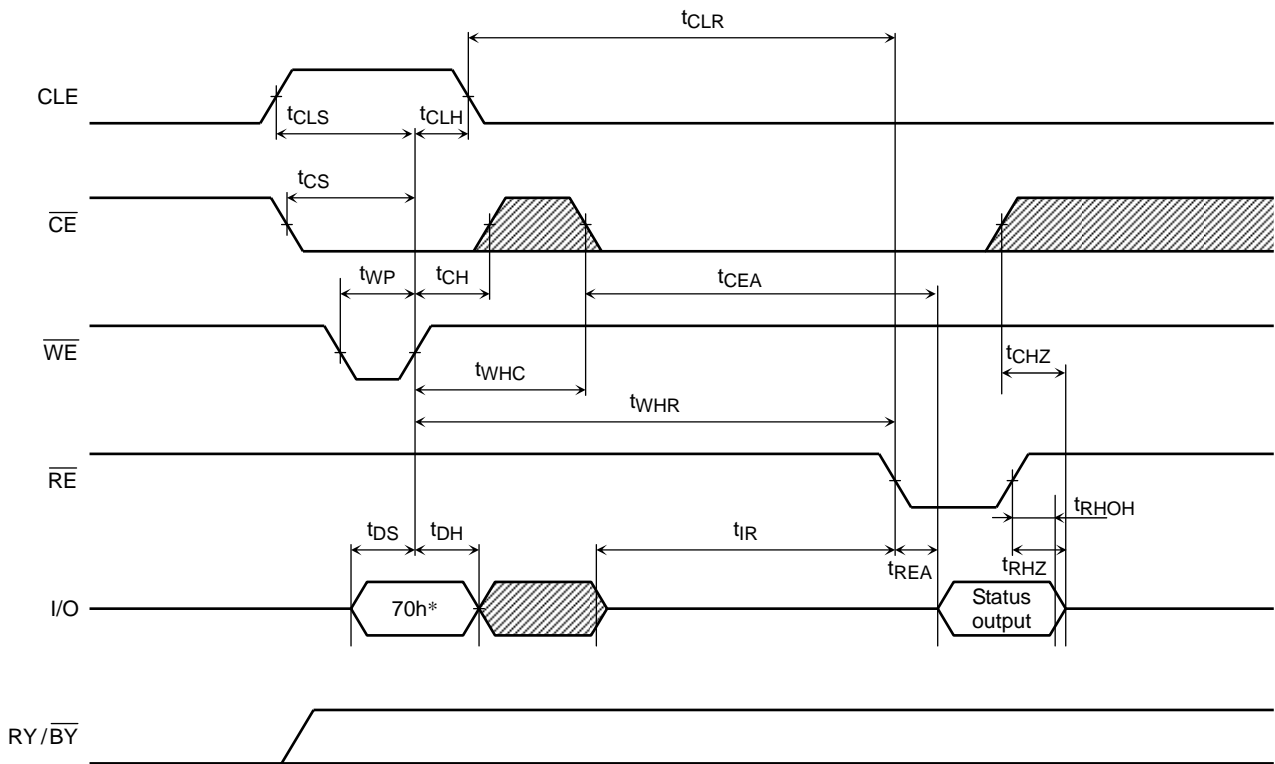 tCLR
CLE
tCLS
tCLH
tCS
CE
tWP
tCH
tCEA
WE
tCHZ
tWHC
tWHR
RE
tRHOH
tDS
tDH
tIR
tREA
tRHZ
I/O
70h*
Status
output
RY/BY